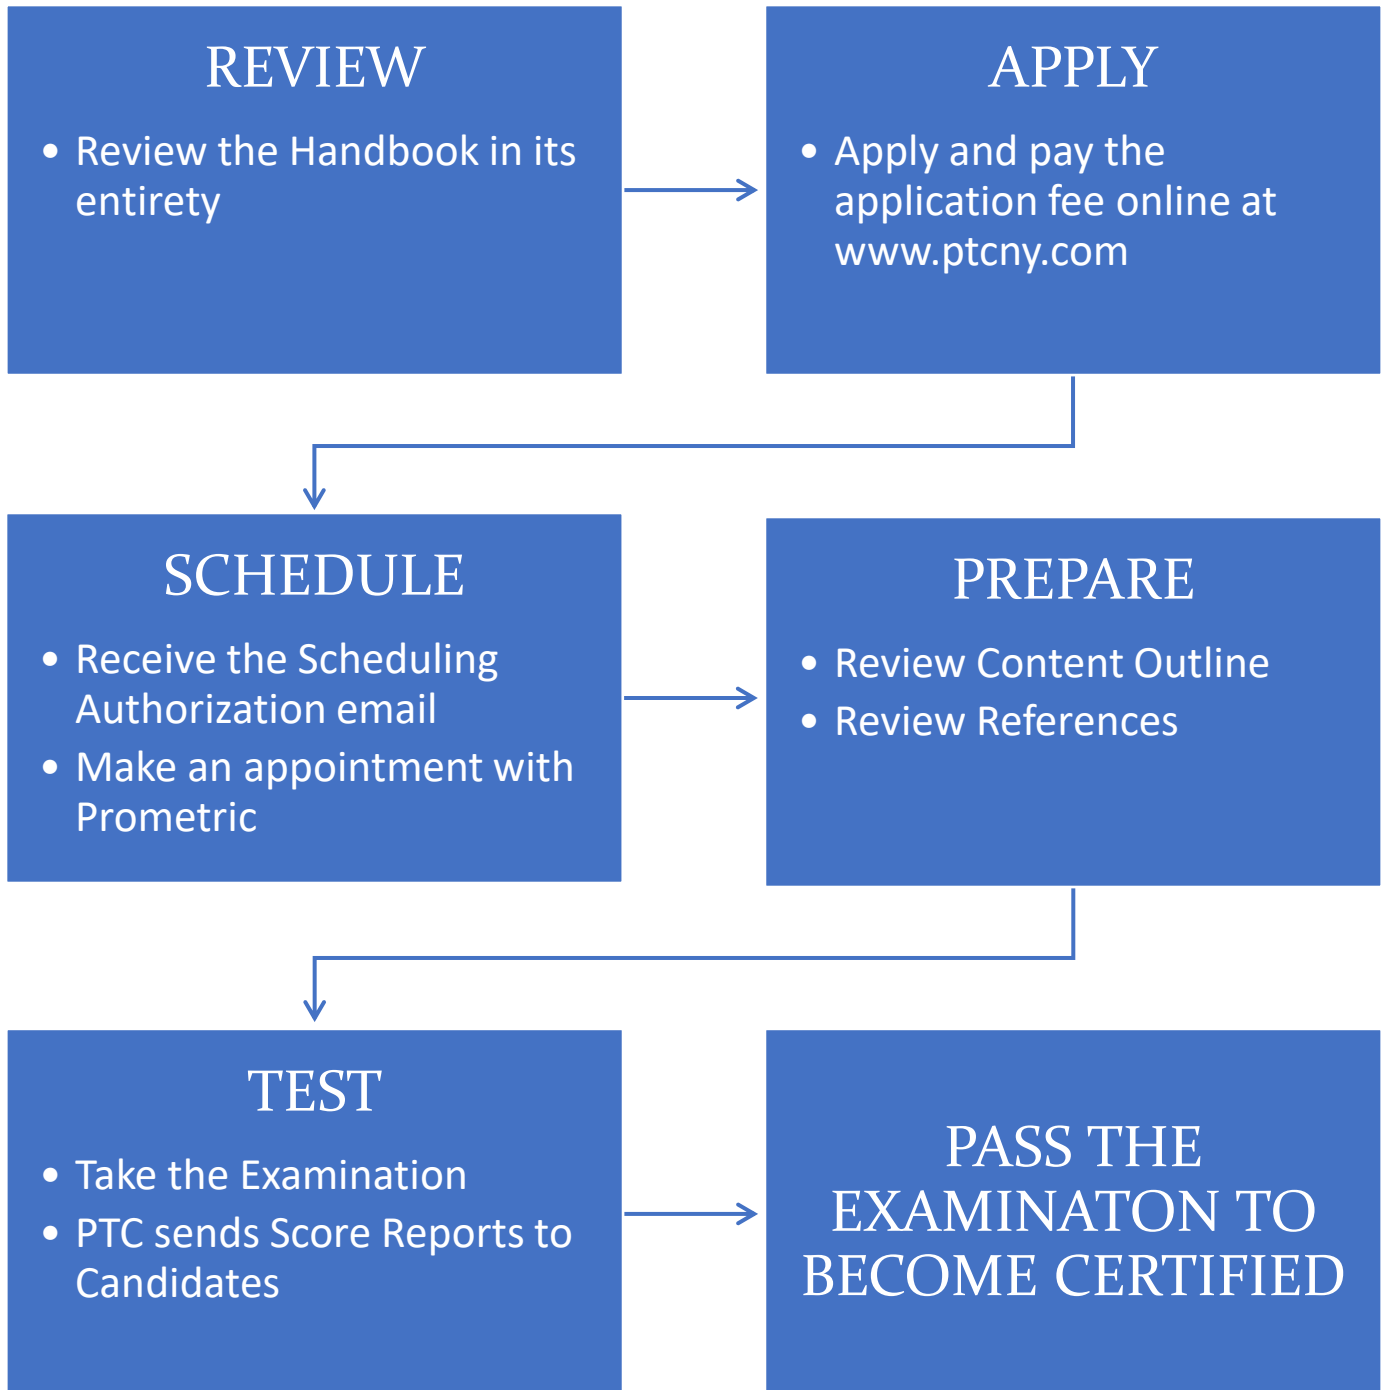 REVIEW
• Review the Handbook in its
entirety
APPLY
• Apply and pay the
application fee online at
www.ptcny.com
SCHEDULE
• Receive the Scheduling
Authorization email
• Make an appointment with
Prometric
PREPARE
• Review Content Outline
• Review References
TEST
• Take the Examination
• PTC sends Score Reports to
Candidates
PASS THE
EXAMINATON TO
BECOME CERTIFIED